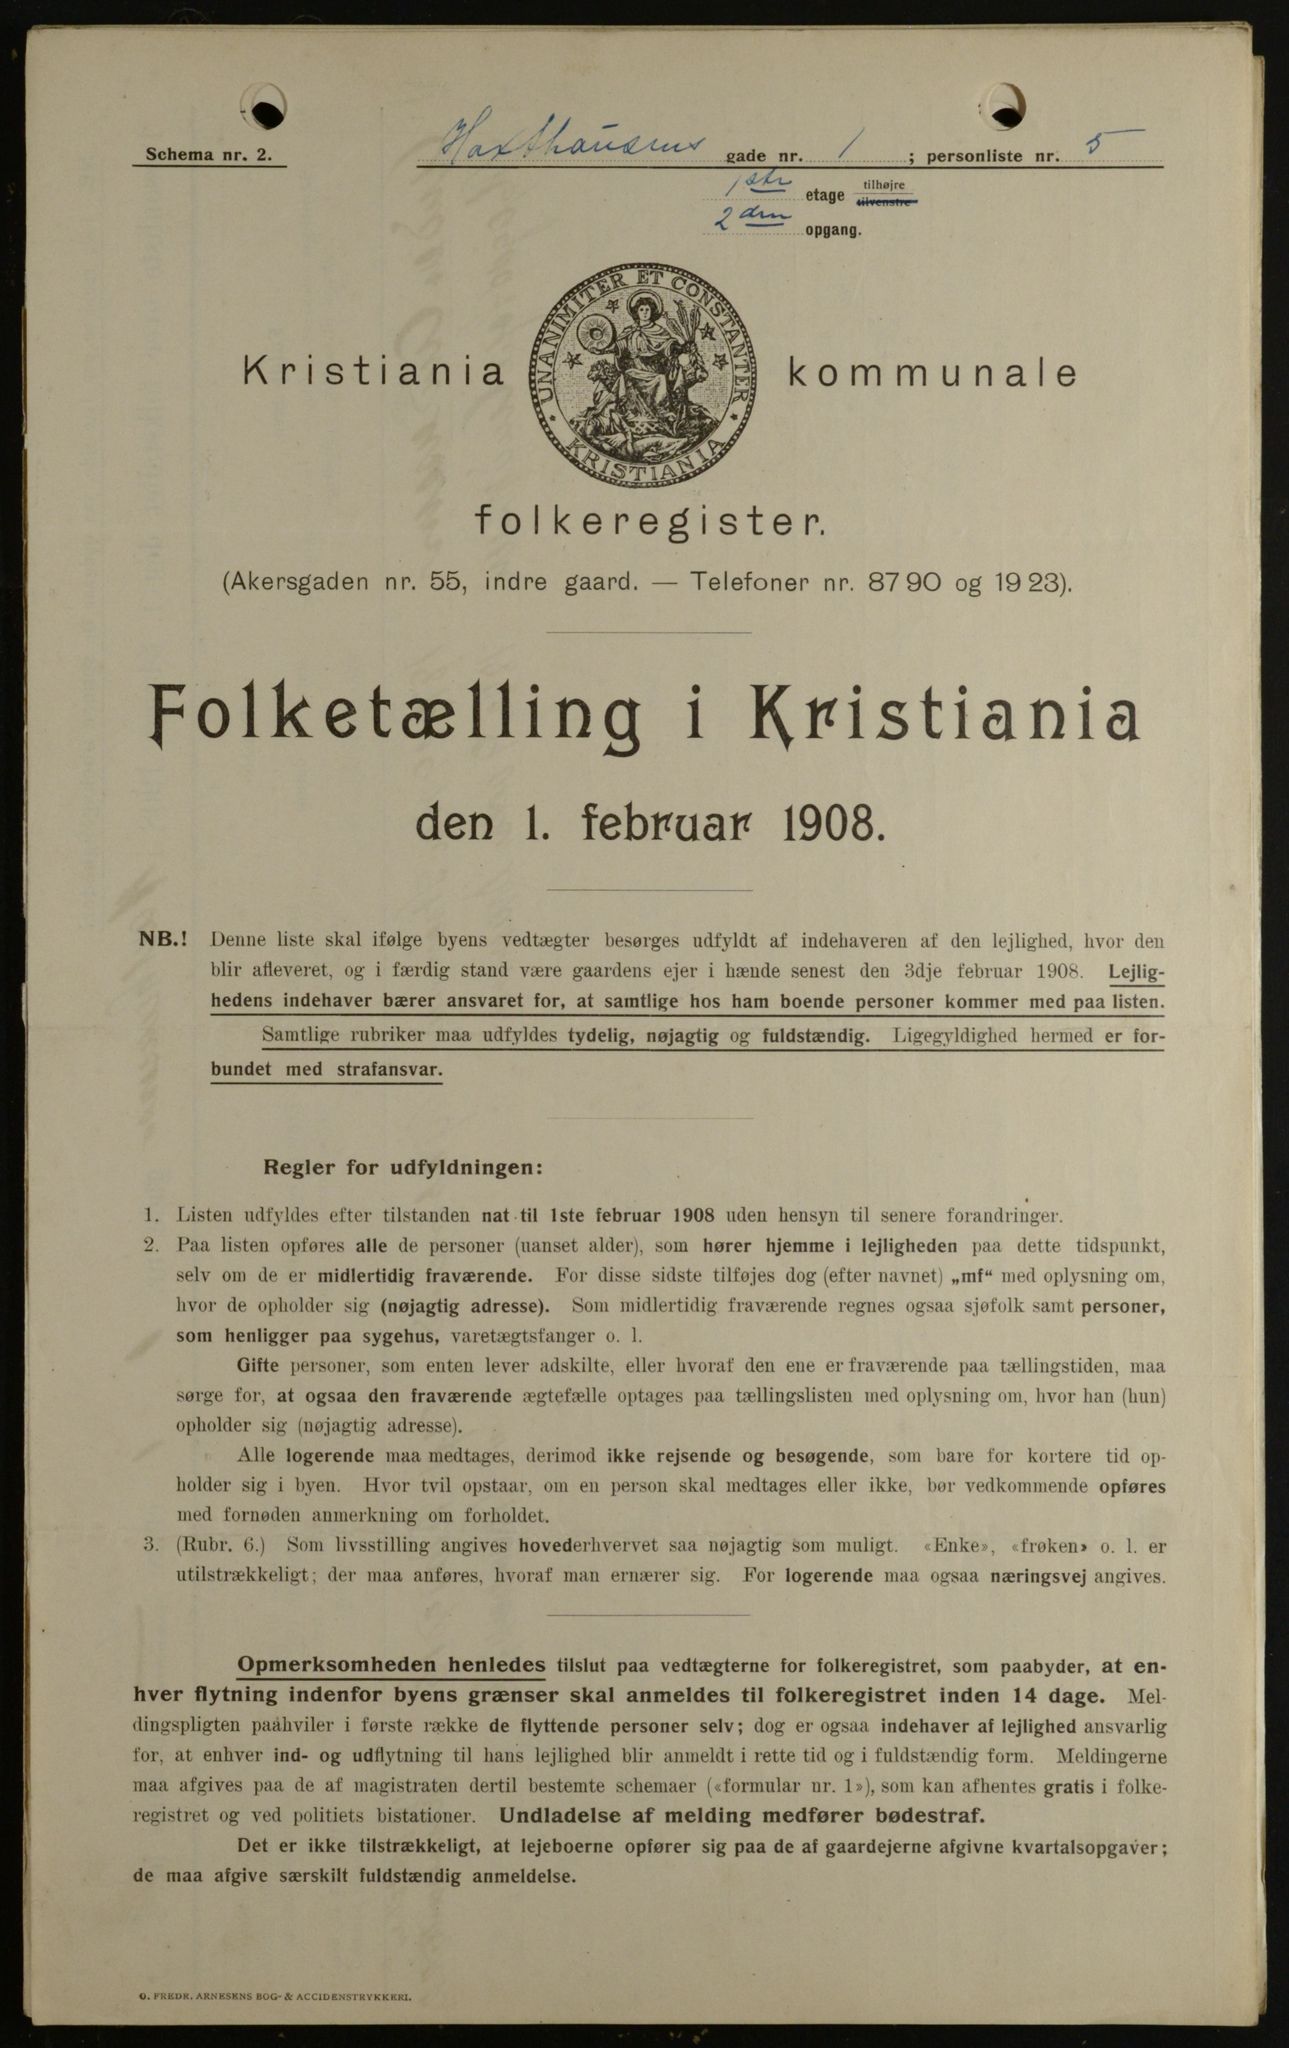 Schema nr. 2.
Haxthausens gade nr. 1 ; personliste nr. 5
1ste etage tilhøjre
tilvenstre
2den opgang.
UNANIMITER ET CONSTANTER
KRISTIANIA
Kristiania kommunale
folkeregister.
(Akersgaden nr. 55, indre gaard. — Telefoner nr. 8790 og 1923).
Folketælling i Kristiania
den 1. februar 1908.
NB.! Denne liste skal ifølge byens vedtægter besørges udfyldt af indehaveren af den lejlighed, hvor den
blir afleveret, og i færdig stand være gaardens ejer i hænde senest den 3dje februar 1908. Lejlig-
hedens indehaver bærer ansvaret for, at samtlige hos ham boende personer kommer med paa listen.
Samtlige rubriker maa udfyldes tydelig, nøjagtig og fuldstændig. Ligegyldighed hermed er for-
bundet med strafansvar.
Regler for udfyldningen:
1. Listen udfyldes efter tilstanden nat til 1ste februar 1908 uden hensyn til senere forandringer.
2. Paa listen opføres alle de personer (uanset alder), som hører hjemme i lejligheden paa dette tidspunkt,
selv om de er midlertidig fraværende. For disse sidste tilføjes dog (efter navnet) „mf“ med oplysning om,
hvor de opholder sig (nøjagtig adresse). Som midlertidig fraværende regnes ogsaa sjøfolk samt personer,
som henligger paa sygehus, varetægtsfanger o. l.
Gifte personer, som enten lever adskilte, eller hvoraf den ene er fraværende paa tællingstiden, maa
sørge for, at ogsaa den fraværende ægtefælle optages paa tællingslisten med oplysning om, hvor han (hun)
opholder sig (nøjagtig adresse).
Alle logerende maa medtages, derimod ikke rejsende og besøgende, som bare for kortere tid op-
holder sig i byen. Hvor tvil opstaar, om en person skal medtages eller ikke, bør vedkommende opføres
med fornøden anmerkning om forholdet.
3. (Rubr. 6.) Som livsstilling angives hovederhvervet saa nøjagtig som muligt. «Enke», «frøken» o. l. er
utilstrækkeligt; der maa anføres, hvoraf man ernærer sig. For logerende maa ogsaa næringsvej angives.
Opmerksomheden henledes tilslut paa vedtægterne for folkeregistret, som paabyder, at en-
hver flytning indenfor byens grænser skal anmeldes til folkeregistret inden 14 dage. Mel-
dingspligten paahviler i første række de flyttende personer selv; dog er ogsaa indehaver af lejlighed ansvarlig
for, at enhver ind- og udflytning til hans lejlighed blir anmeldt i rette tid og i fuldstændig form. Meldingerne
maa afgives paa de af magistraten dertil bestemte schemaer («formular nr. 1»), som kan afhentes gratis i folke-
registret og ved politiets bistationer. Undladelse af melding medfører bødestraf.
Det er ikke tilstrækkeligt, at lejeboerne opfører sig paa de af gaardejerne afgivne kvartalsopgaver;
de maa afgive særskilt fuldstændig anmeldelse.
O. FREDR. ARNESENS BOG- & ACCIDENSTRYKKERI.